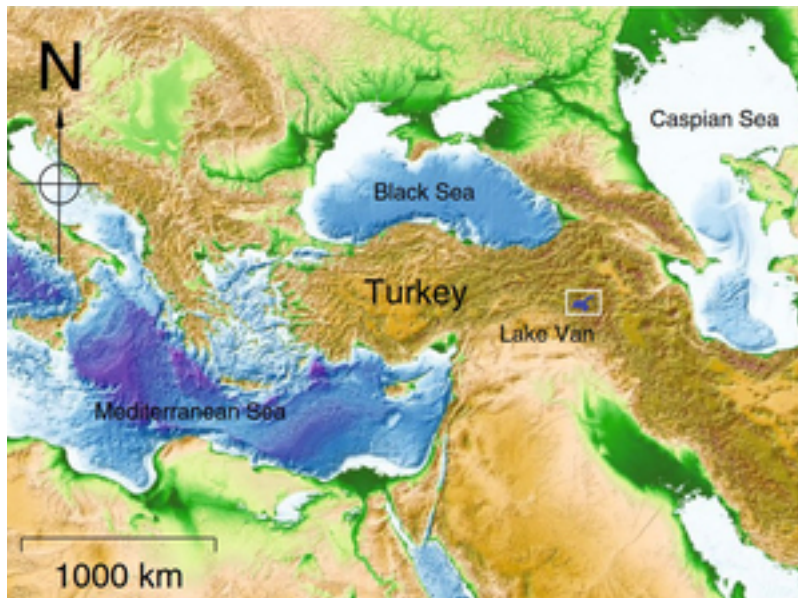 N
Caspian Sea
Black Sea
Turkey
Lake Van
Mediterranean Sea
1000 km